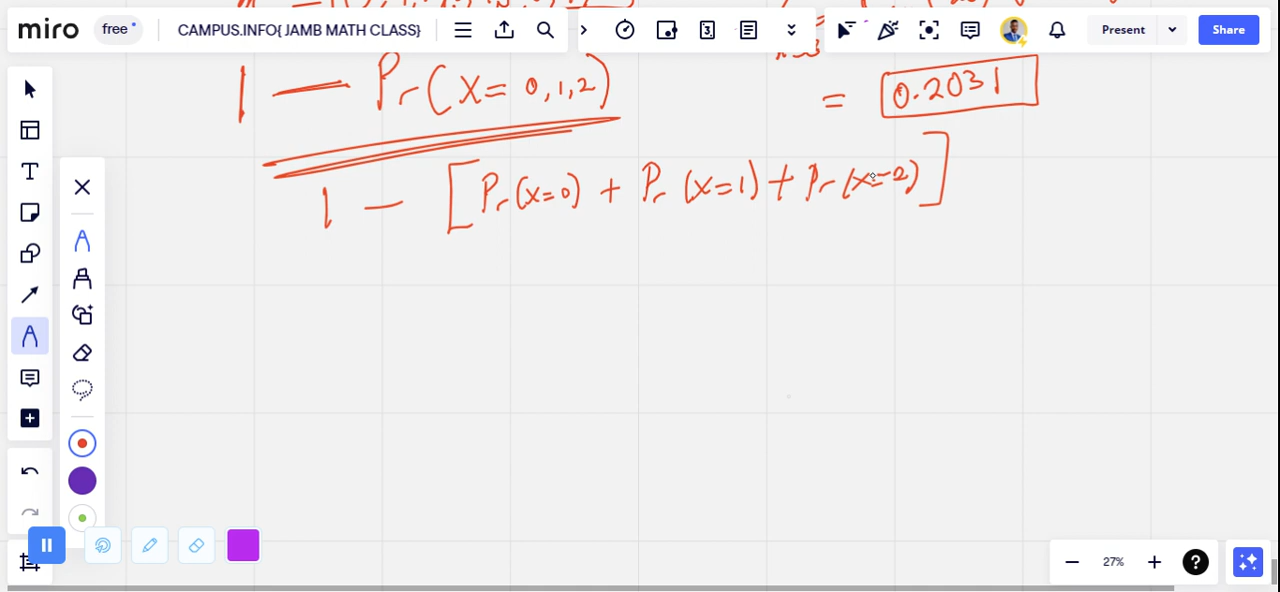 miro free CAMPUS.INFO{ JAMB MATH CLASS} Present Share
1 — Pr(X= 0,1,2)
= 0.2031
1 - [Pr(x=0) + Pr(x=1) + Pr(x=2)]
27%